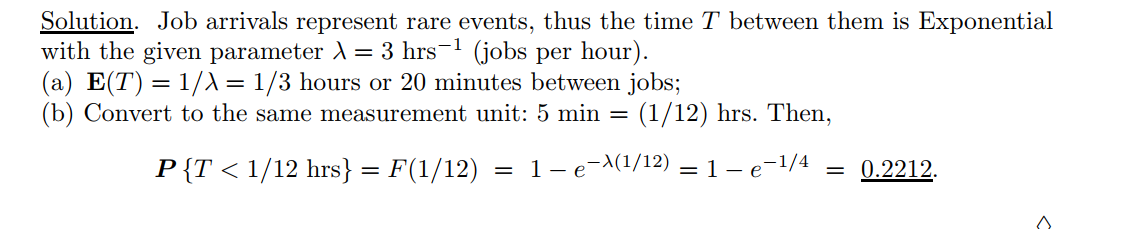 Solution. Job arrivals represent rare events, thus the time T between them is Exponential
with the given parameter λ = 3 hrs⁻¹ (jobs per hour).
(a) E(T) = 1/λ = 1/3 hours or 20 minutes between jobs;
(b) Convert to the same measurement unit: 5 min = (1/12) hrs. Then,
P {T < 1/12 hrs} = F(1/12) = 1 − e^{−λ(1/12)} = 1 − e^{−1/4} = 0.2212.